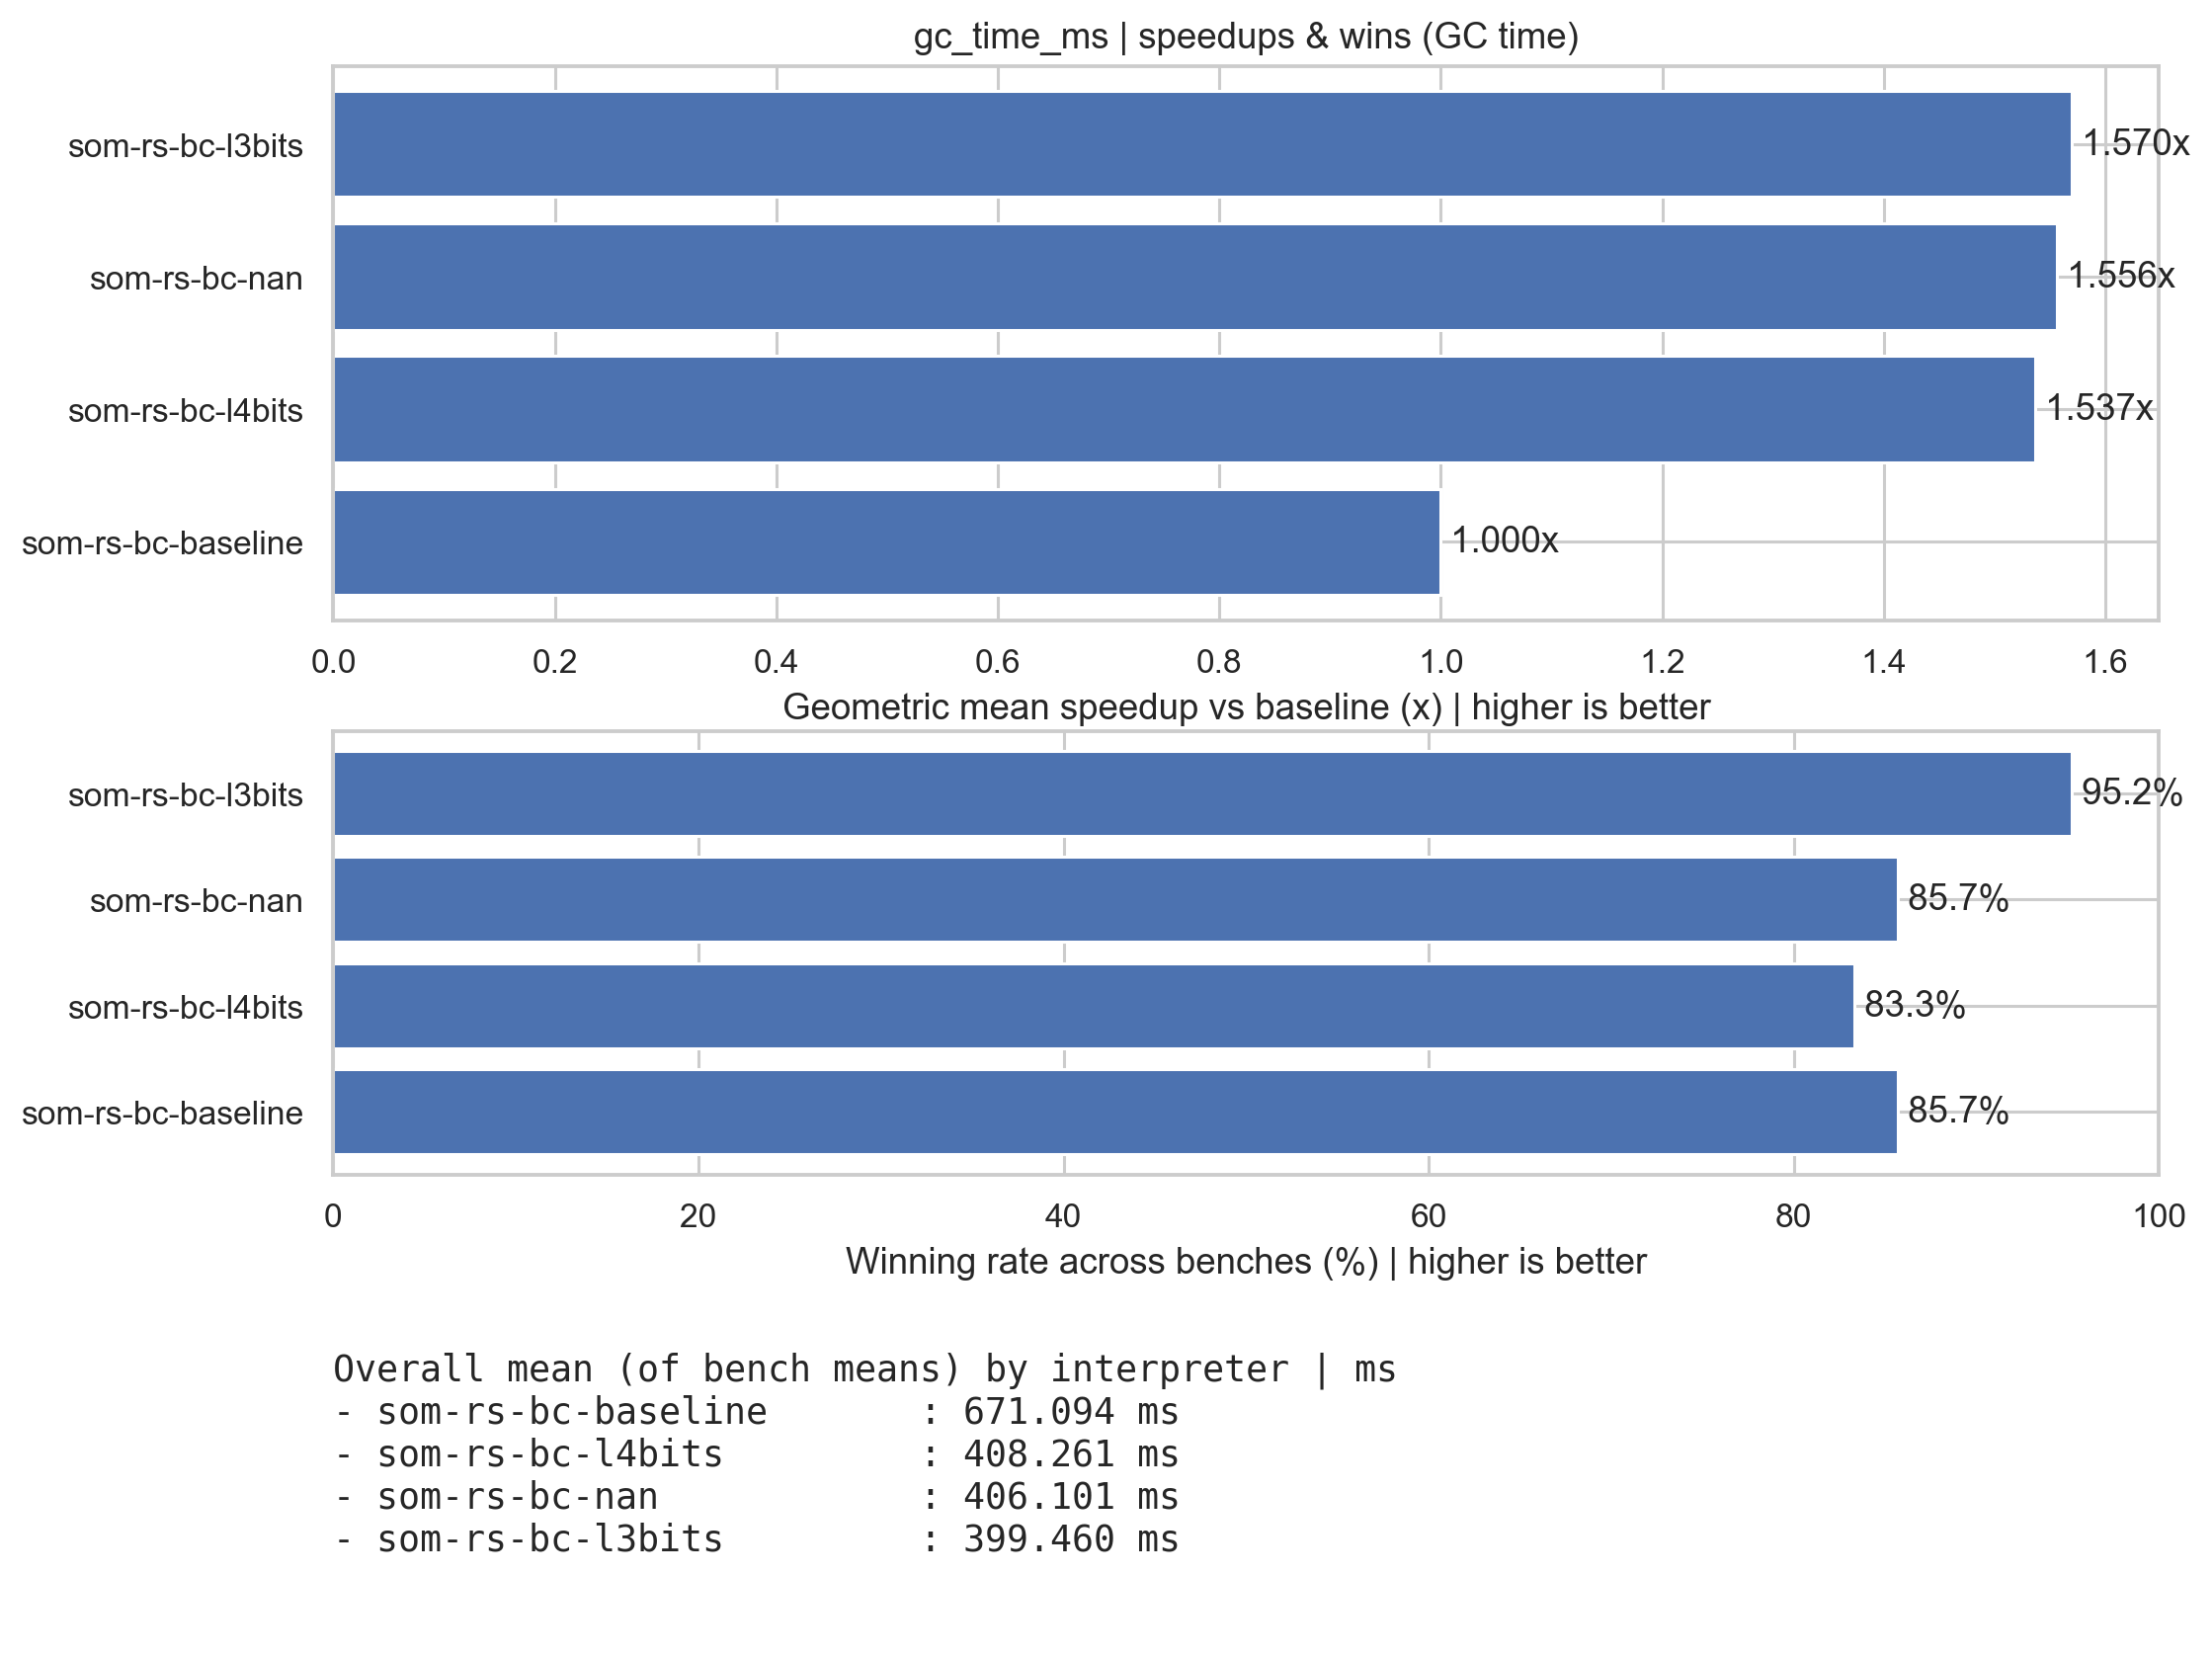 gc_time_ms | speedups & wins (GC time)
som-rs-bc-l3bits
1.570x
som-rs-bc-nan
1.556x
som-rs-bc-l4bits
1.537x
som-rs-bc-baseline
1.000x
0.0 0.2 0.4 0.6 0.8 1.0 1.2 1.4 1.6
Geometric mean speedup vs baseline (x) | higher is better
som-rs-bc-l3bits
95.2%
som-rs-bc-nan
85.7%
som-rs-bc-l4bits
83.3%
som-rs-bc-baseline
85.7%
0 20 40 60 80 100
Winning rate across benches (%) | higher is better
Overall mean (of bench means) by interpreter | ms
- som-rs-bc-baseline : 671.094 ms
- som-rs-bc-l4bits : 408.261 ms
- som-rs-bc-nan : 406.101 ms
- som-rs-bc-l3bits : 399.460 ms